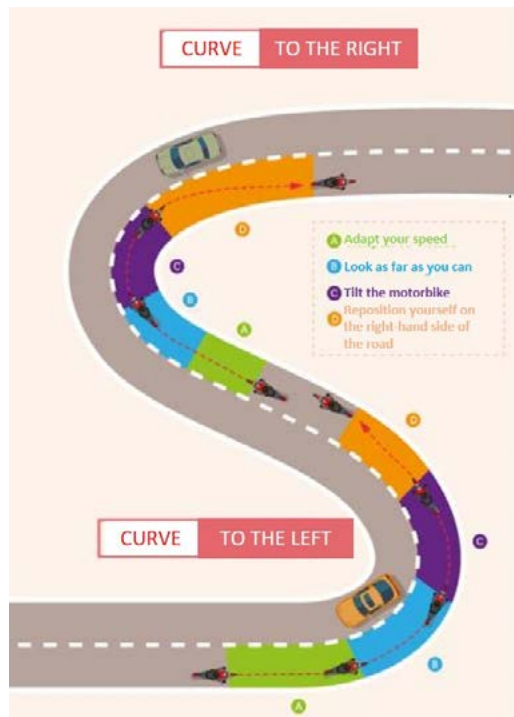 CURVE TO THE RIGHT
D
A Adapt your speed
B Look as far as you can
C Tilt the motorbike
D Reposition yourself on
the right-hand side of
the road
C
B
A
D
CURVE TO THE LEFT
C
B
A